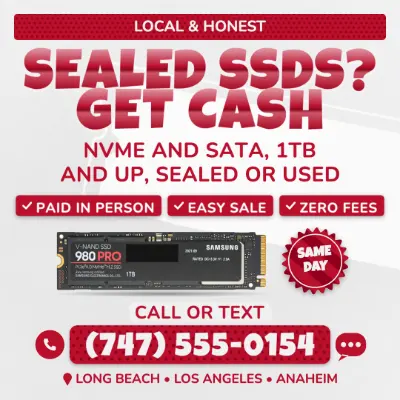 LOCAL & HONEST
SEALED SSDS?
GET CASH
NVME AND SATA, 1TB
AND UP, SEALED OR USED
PAID IN PERSON
EASY SALE
ZERO FEES
V-NAND SSD
980 PRO
SAMSUNG
1TB
SAME
DAY
CALL OR TEXT
(747) 555-0154
LONG BEACH • LOS ANGELES • ANAHEIM